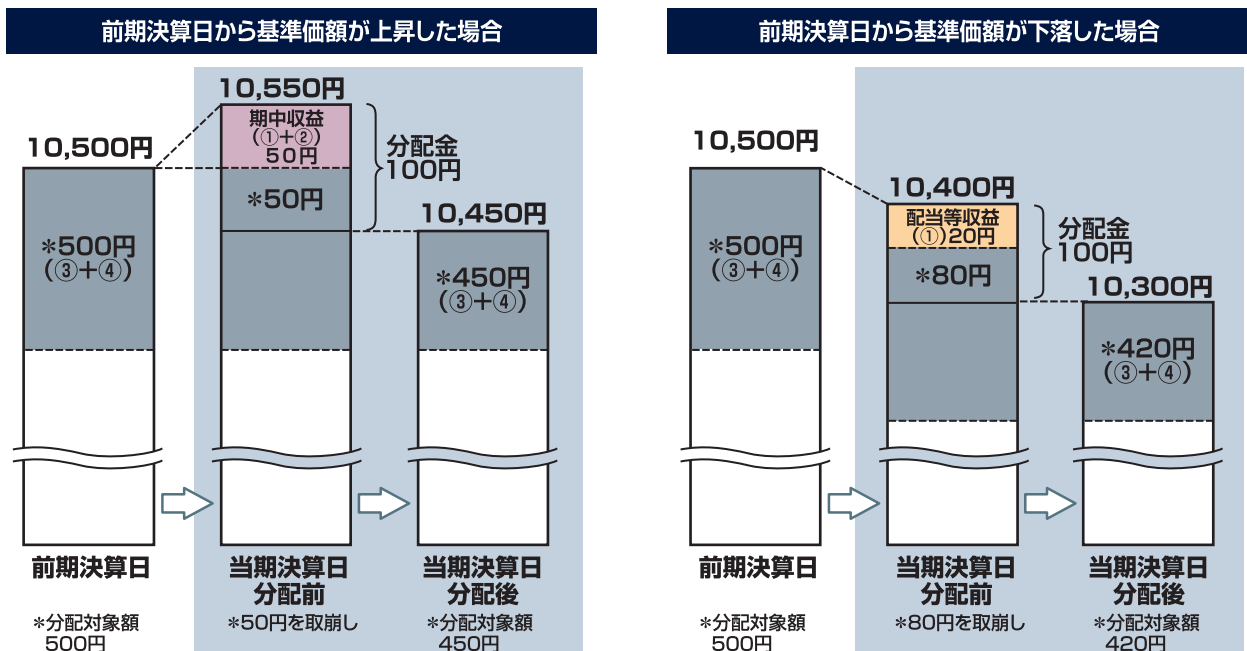 前期決算日から基準価額が上昇した場合
10,550円
期中収益
(①+②)
50円
10,500円
分配金
100円
*50円
10,450円
*500円
(③+④)
*450円
(③+④)
前期決算日
当期決算日
分配前
当期決算日
分配後
*分配対象額
500円
*50円を取崩し
*分配対象額
450円
前期決算日から基準価額が下落した場合
10,500円
10,400円
配当等収益
(①)20円
分配金
100円
*500円
(③+④)
*80円
10,300円
*420円
(③+④)
前期決算日
当期決算日
分配前
当期決算日
分配後
*分配対象額
500円
*80円を取崩し
*分配対象額
420円